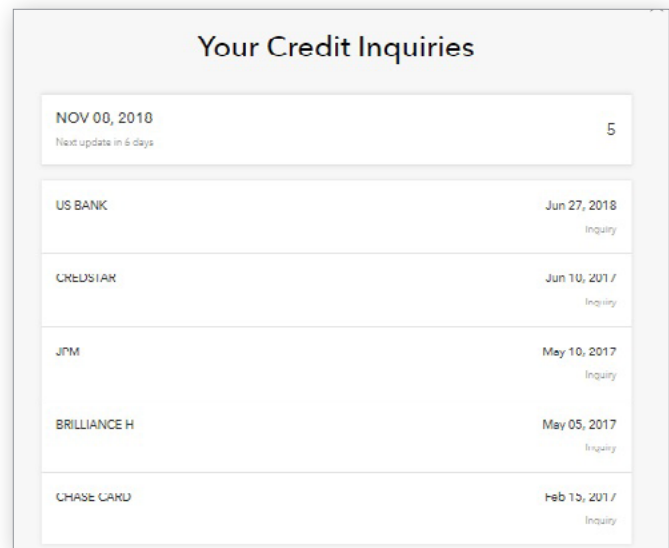 Your Credit Inquiries
NOV 08, 2018
5
Next update in 6 days
US BANK
Jun 27, 2018
Inquiry
CREDSTAR
Jun 10, 2017
Inquiry
JPM
May 10, 2017
Inquiry
BRILLIANCE H
May 05, 2017
Inquiry
CHASE CARD
Feb 15, 2017
Inquiry